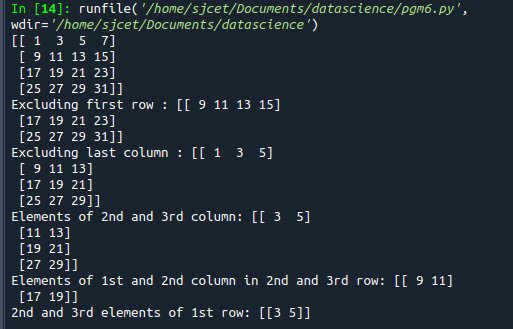 In [14]: runfile('/home/sjcet/Documents/datascience/pgm6.py',
wdir='/home/sjcet/Documents/datascience')
[[ 1  3  5  7]
 [ 9 11 13 15]
 [17 19 21 23]
 [25 27 29 31]]
Excluding first row : [[ 9 11 13 15]
 [17 19 21 23]
 [25 27 29 31]]
Excluding last column : [[ 1  3  5]
 [ 9 11 13]
 [17 19 21]
 [25 27 29]]
Elements of 2nd and 3rd column: [[ 3  5]
 [11 13]
 [19 21]
 [27 29]]
Elements of 1st and 2nd column in 2nd and 3rd row: [[ 9 11]
 [17 19]]
2nd and 3rd elements of 1st row: [[3 5]]